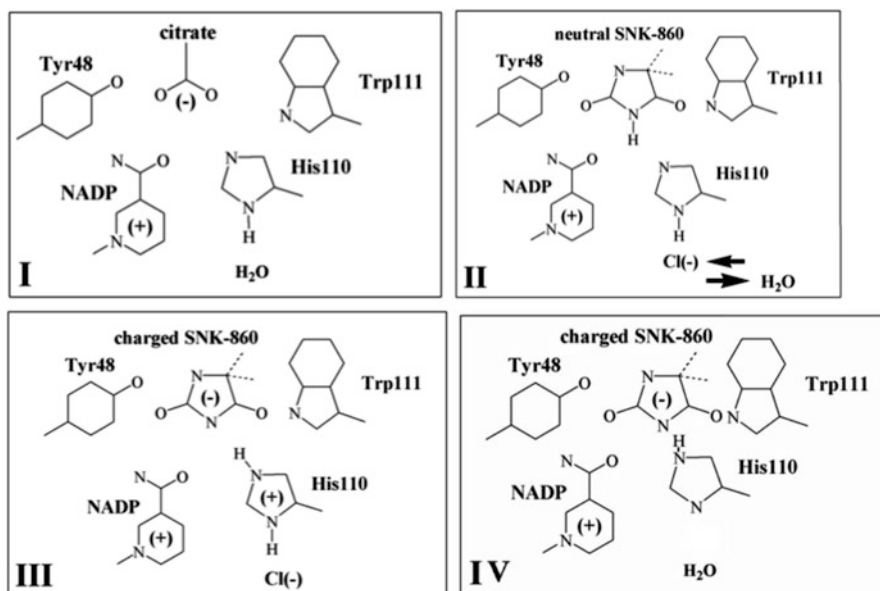 citrate
Tyr48
O
O
(-)
O
Trp111
N
N
O
NADP
(+)
N
N
His110
N
H
H₂O
I
neutral SNK-860
Tyr48
O
N
O
O
N
H
Trp111
N
N
O
NADP
(+)
N
N
His110
N
H
Cl(-)
H₂O
II
charged SNK-860
Tyr48
O
N
(-)
O
O
N
Trp111
N
H
N
N
O
NADP
(+)
N
(+)
His110
N
H
Cl(-)
III
charged SNK-860
Tyr48
O
N
(-)
O
O
N
N
Trp111
H
N
N
O
NADP
(+)
N
His110
N
H₂O
IV